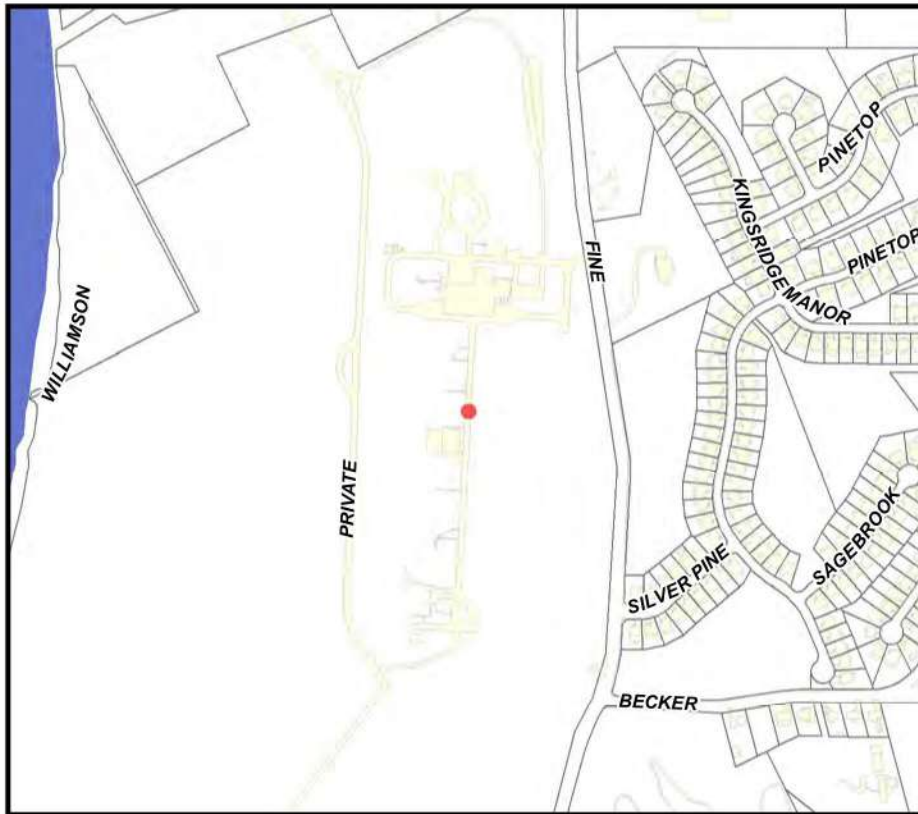 PINETOP
KINGSRIDGE MANOR
PINETOP
FINE
WILLIAMSON
PRIVATE
SAGEBROOK
SILVER PINE
BECKER